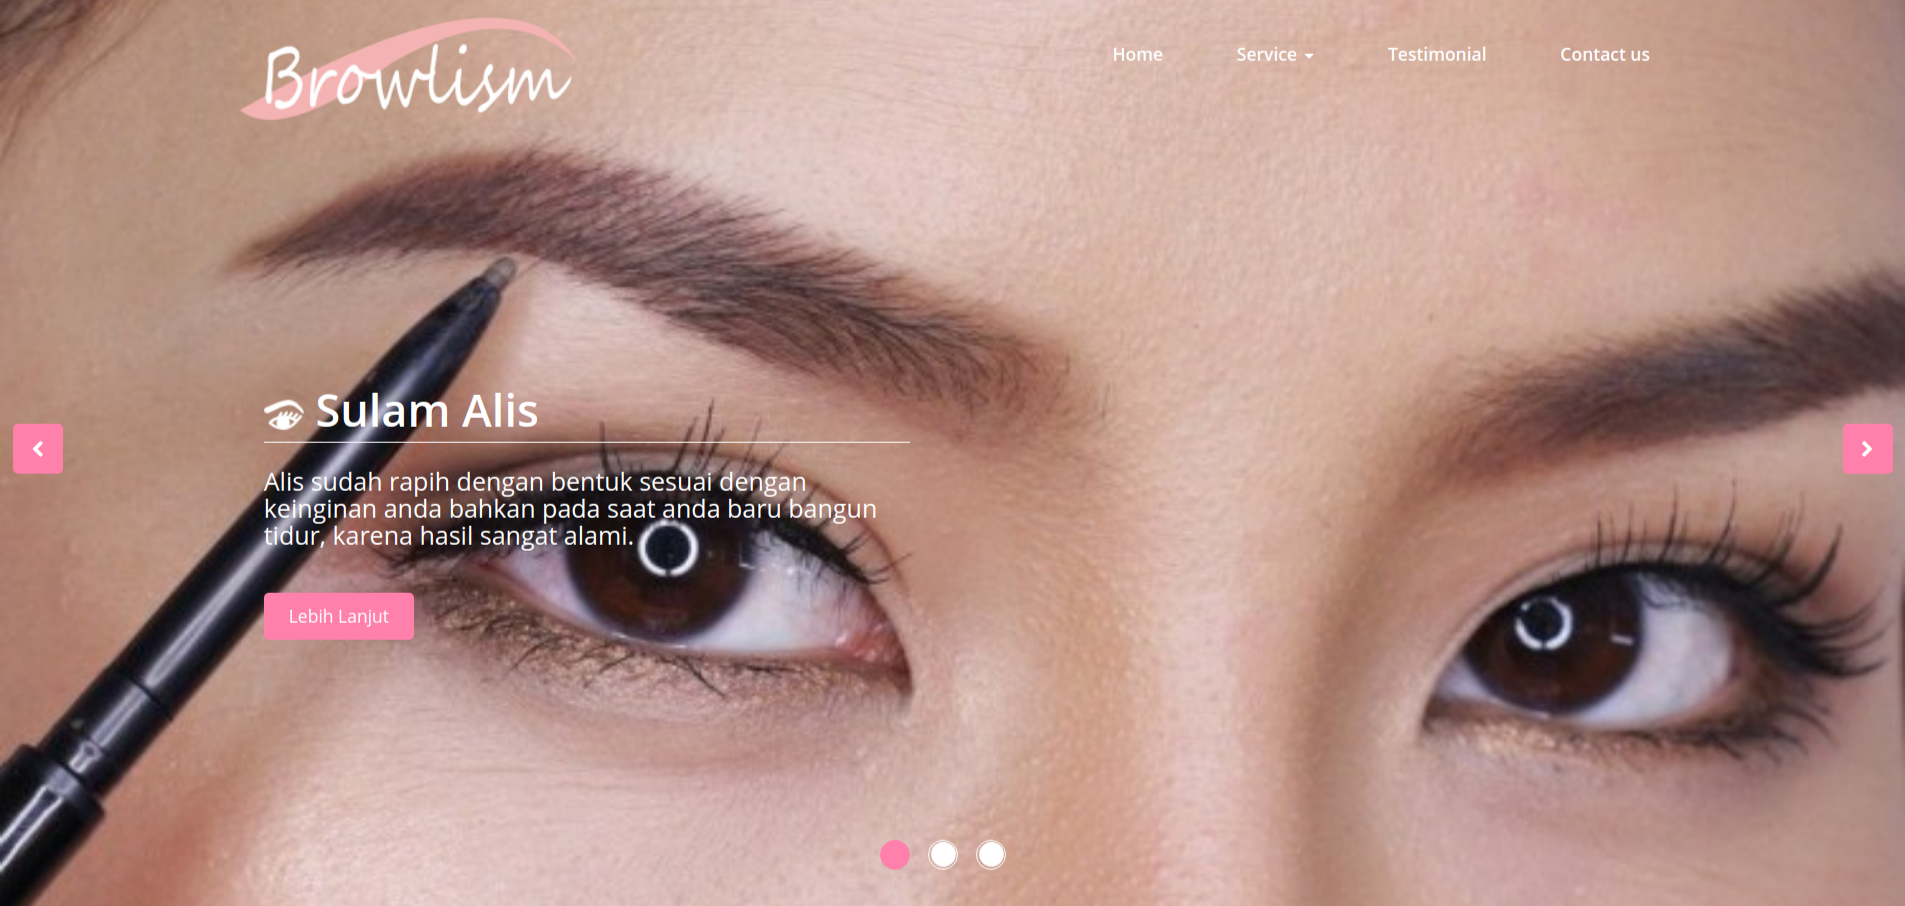 Browlism
Home
Service
Testimonial
Contact us
Sulam Alis
Alis sudah rapih dengan bentuk sesuai dengan
keinginan anda bahkan pada saat anda baru bangun
tidur, karena hasil sangat alami.
Lebih Lanjut